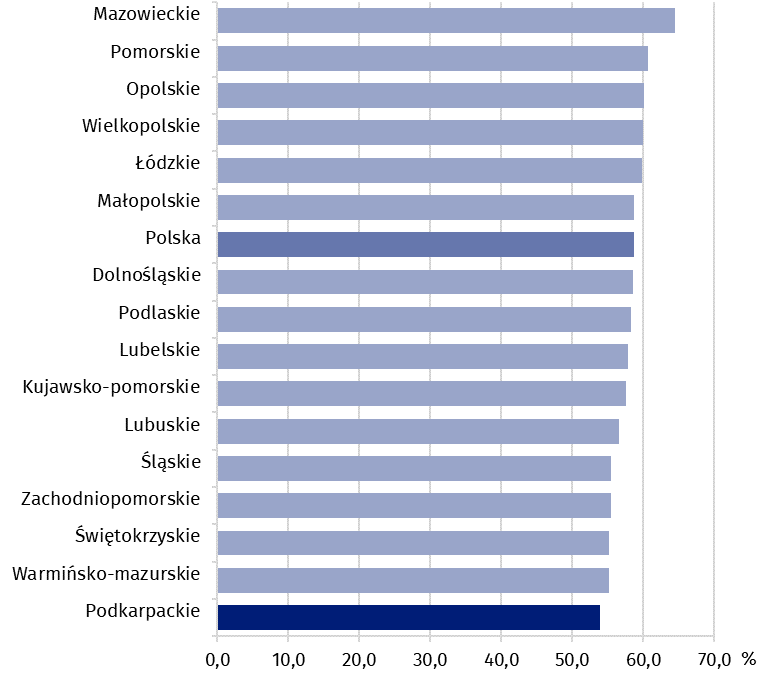 Mazowieckie
Pomorskie
Opolskie
Wielkopolskie
Łódzkie
Małopolskie
Polska
Dolnośląskie
Podlaskie
Lubelskie
Kujawsko-pomorskie
Lubuskie
Śląskie
Zachodniopomorskie
Świętokrzyskie
Warmińsko-mazurskie
Podkarpackie
0,0 10,0 20,0 30,0 40,0 50,0 60,0 70,0 %